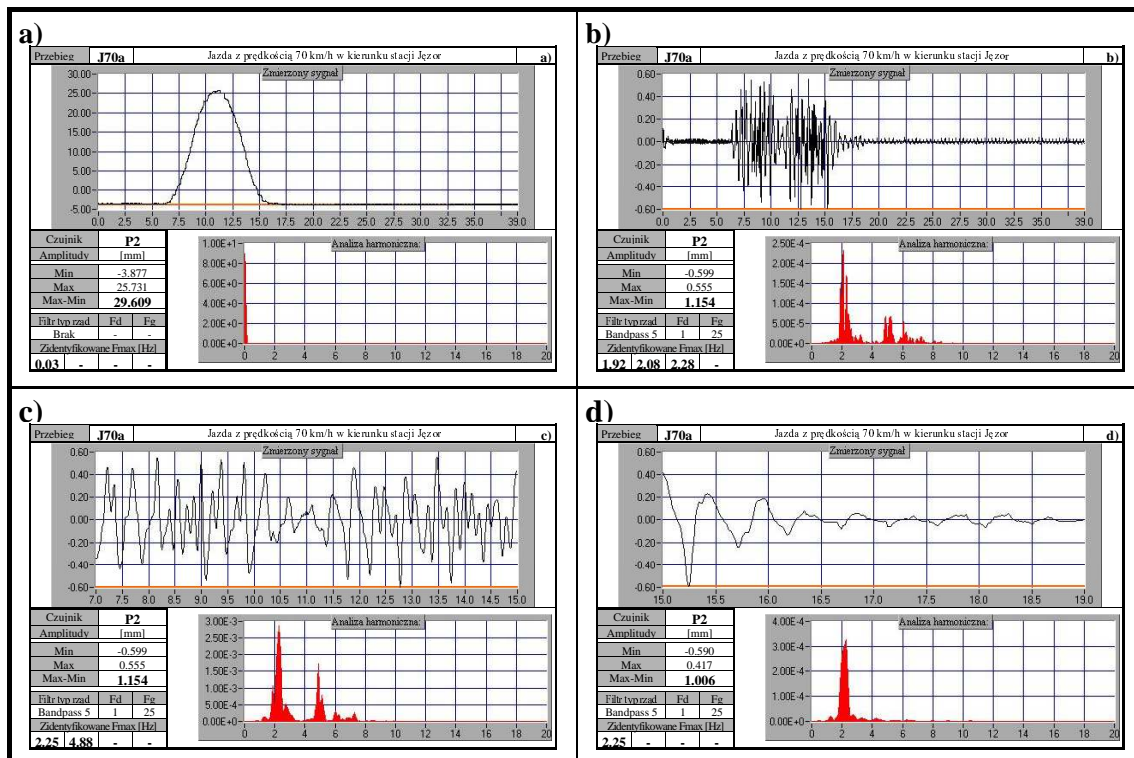 a)
Przebieg J70a Jazda z prędkością 70 km/h w kierunku stacji Jęzor a)
Zmierzony sygnał
30.00
25.00
20.00
15.00
10.00
5.00
0.00
-5.00
0.0 2.5 5.0 7.5 10.0 12.5 15.0 17.5 20.0 22.5 25.0 27.5 30.0 32.5 35.0 39.0
Czujnik P2
Amplitudy [mm]
Min -3.877
Max 25.731
Max-Min 29.609
Filtr typ rząd Fd Fg
Brak - -
Zidentyfikowane Fmax [Hz]
0.03 - - -
Analiza harmoniczna:
1.00E+1
8.00E+0
6.00E+0
4.00E+0
2.00E+0
0.00E+0
0 2 4 6 8 10 12 14 16 18 20
b)
Przebieg J70a Jazda z prędkością 70 km/h w kierunku stacji Jęzor b)
Zmierzony sygnał
0.60
0.40
0.20
0.00
-0.20
-0.40
-0.60
0.0 2.5 5.0 7.5 10.0 12.5 15.0 17.5 20.0 22.5 25.0 27.5 30.0 32.5 35.0 39.0
Czujnik P2
Amplitudy [mm]
Min -0.599
Max 0.555
Max-Min 1.154
Filtr typ rząd Fd Fg
Bandpass 5 1 25
Zidentyfikowane Fmax [Hz]
1.92 2.08 2.28 -
Analiza harmoniczna:
2.50E-4
2.00E-4
1.50E-4
1.00E-4
5.00E-5
0.00E+0
0 2 4 6 8 10 12 14 16 18 20
c)
Przebieg J70a Jazda z prędkością 70 km/h w kierunku stacji Jęzor c)
Zmierzony sygnał
0.60
0.40
0.20
0.00
-0.20
-0.40
-0.60
7.0 7.5 8.0 8.5 9.0 9.5 10.0 10.5 11.0 11.5 12.0 12.5 13.0 13.5 14.0 14.5 15.0
Czujnik P2
Amplitudy [mm]
Min -0.599
Max 0.555
Max-Min 1.154
Filtr typ rząd Fd Fg
Bandpass 5 1 25
Zidentyfikowane Fmax [Hz]
2.25 4.88 - -
Analiza harmoniczna:
3.00E-3
2.50E-3
2.00E-3
1.50E-3
1.00E-3
5.00E-4
0.00E+0
0 2 4 6 8 10 12 14 16 18 20
d)
Przebieg J70a Jazda z prędkością 70 km/h w kierunku stacji Jęzor d)
Zmierzony sygnał
0.60
0.40
0.20
0.00
-0.20
-0.40
-0.60
15.0 15.5 16.0 16.5 17.0 17.5 18.0 18.5 19.0
Czujnik P2
Amplitudy [mm]
Min -0.590
Max 0.417
Max-Min 1.006
Filtr typ rząd Fd Fg
Bandpass 5 1 25
Zidentyfikowane Fmax [Hz]
2.25 - - -
Analiza harmoniczna:
4.00E-4
3.00E-4
2.00E-4
1.00E-4
0.00E+0
0 2 4 6 8 10 12 14 16 18 20